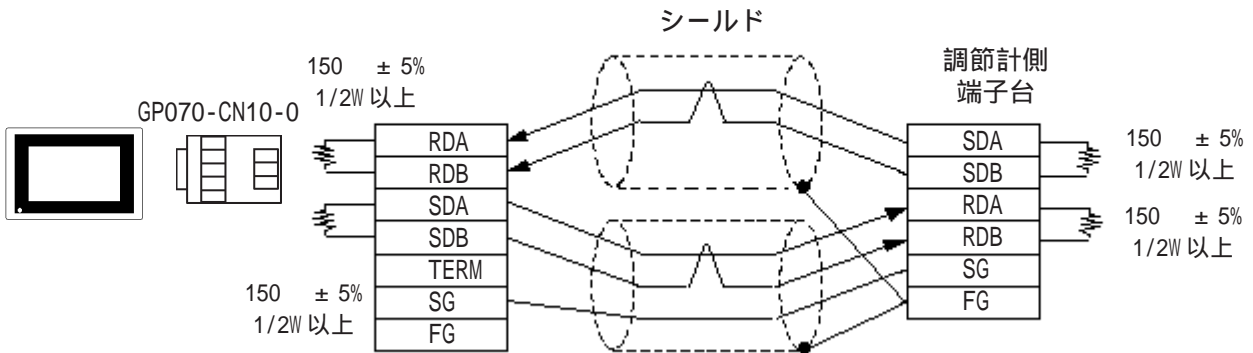 シールド
150 ± 5%
1/2W 以上
GP070-CN10-0
調節計側
端子台
RDA
RDB
SDA
SDB
TERM
SG
FG
150 ± 5%
1/2W 以上
SDA
SDB
RDA
RDB
SG
FG
150 ± 5%
1/2W 以上
150 ± 5%
1/2W 以上